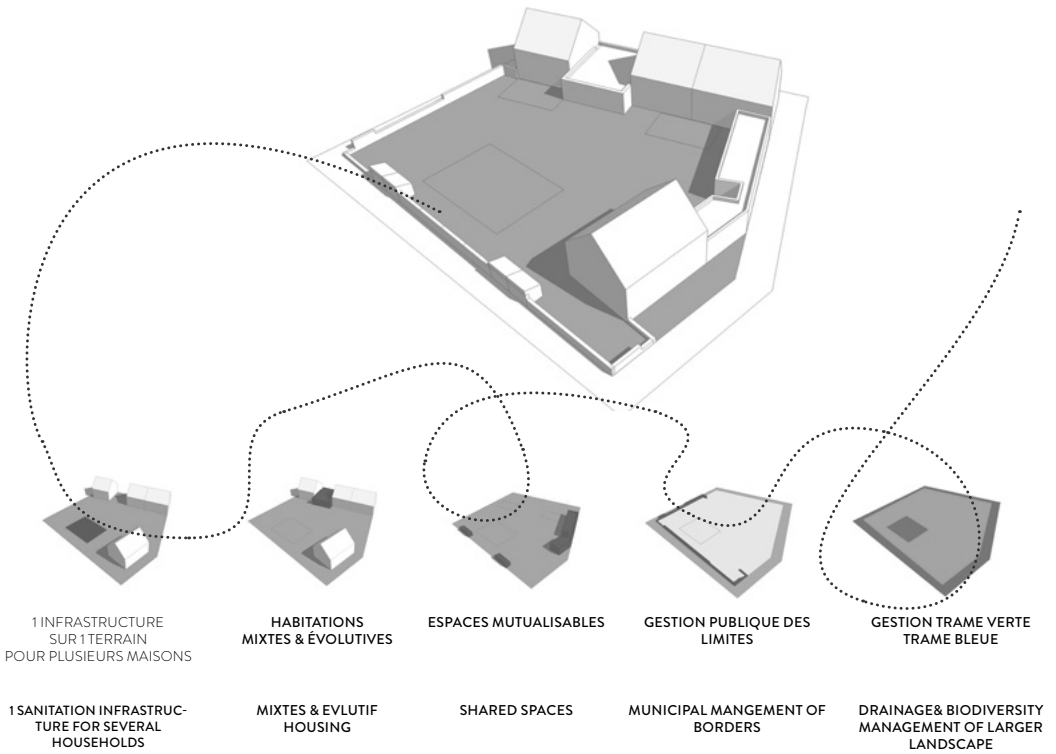 1 INFRASTRUCTURE
SUR 1 TERRAIN
POUR PLUSIEURS MAISONS
HABITATIONS
MIXTES & ÉVOLUTIVES
ESPACES MUTUALISABLES
GESTION PUBLIQUE DES
LIMITES
GESTION TRAME VERTE
TRAME BLEUE
1 SANITATION INFRASTRUC-
TURE FOR SEVERAL
HOUSEHOLDS
MIXTES & EVLUTIF
HOUSING
SHARED SPACES
MUNICIPAL MANGEMENT OF
BORDERS
DRAINAGE& BIODIVERSITY
MANAGEMENT OF LARGER
LANDSCAPE